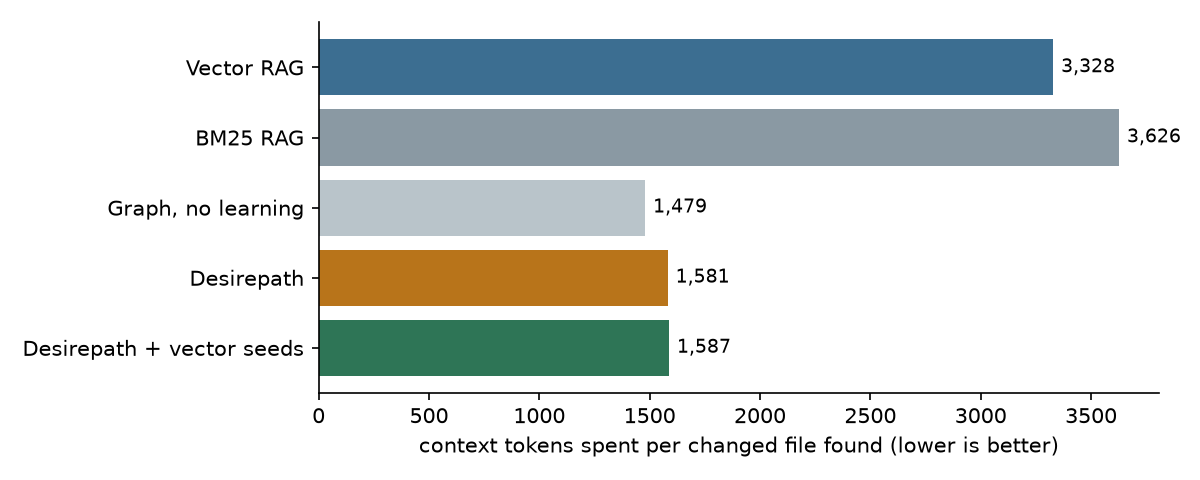 Vector RAG 3,328
BM25 RAG 3,626
Graph, no learning 1,479
Desirepath 1,581
Desirepath + vector seeds 1,587
0 500 1000 1500 2000 2500 3000 3500
context tokens spent per changed file found (lower is better)